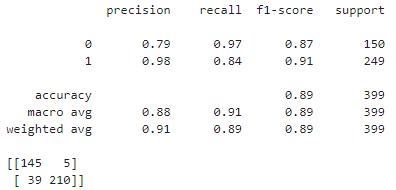 precision recall f1-score support
0 0.79 0.97 0.87 150
1 0.98 0.84 0.91 249
accuracy 0.89 399
macro avg 0.88 0.91 0.89 399
weighted avg 0.91 0.89 0.89 399
[[145 5]
[ 39 210]]